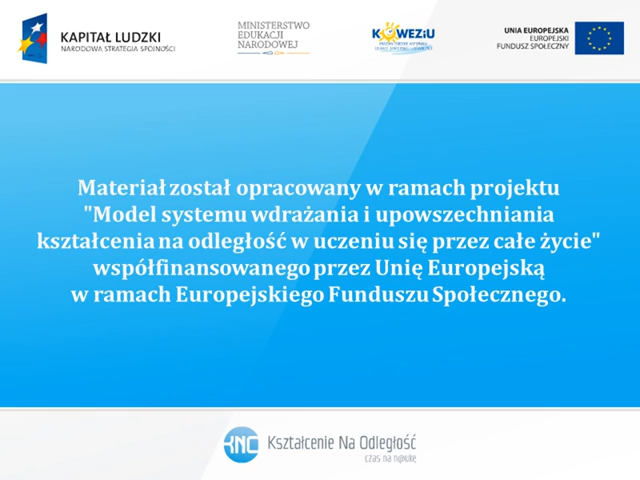 KAPITAŁ LUDZKI
NARODOWA STRATEGIA SPÓJNOŚCI
MINISTERSTWO
EDUKACJI
NARODOWEJ
KOWEZiU
UNIA EUROPEJSKA
EUROPEJSKI
FUNDUSZ SPOŁECZNY
Materiał został opracowany w ramach projektu
"Model systemu wdrażania i upowszechniania
kształcenia na odległość w uczeniu się przez całe życie"
współfinansowanego przez Unię Europejską
w ramach Europejskiego Funduszu Społecznego.
KNO Kształcenie Na Odległość
czas na naukę